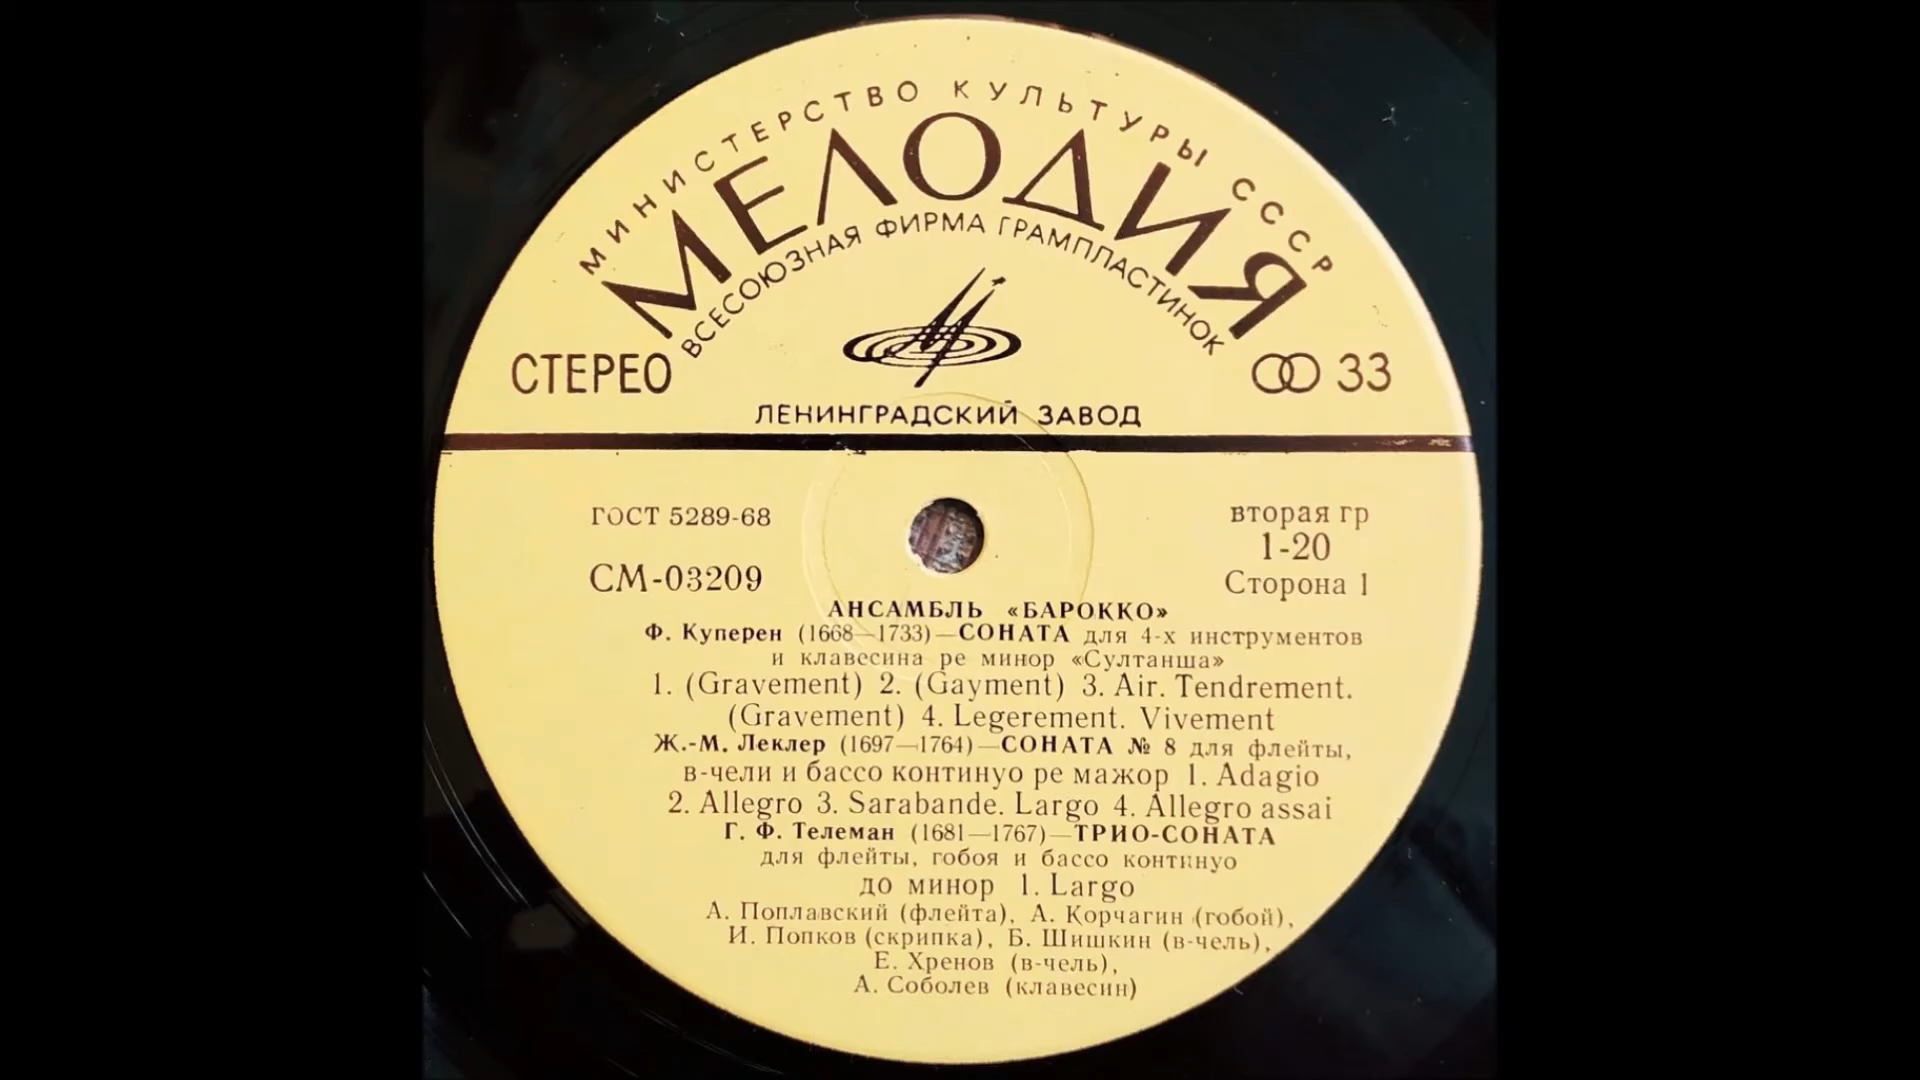 МИНИСТЕРСТВО КУЛЬТУРЫ СССР
МЕЛОДИЯ
ВСЕСОЮЗНАЯ ФИРМА ГРАМПЛАСТИНОК
СТЕРЕО
33
ЛЕНИНГРАДСКИЙ ЗАВОД
ГОСТ 5289-68
вторая гр
1-20
СМ-03209
Сторона 1
АНСАМБЛЬ «БАРОККО»
Ф. Куперен (1668—1733)—СОНАТА для 4-х инструментов
и клавесина ре минор «Султанша»
1. (Gravement) 2. (Gayment) 3. Air. Tendrement.
(Gravement) 4. Legerement. Vivement
Ж.-М. Леклер (1697—1764)—СОНАТА № 8 для флейты,
в-чели и бассо континуо ре мажор 1. Adagio
2. Allegro 3. Sarabande. Largo 4. Allegro assai
Г. Ф. Телеман (1681—1767)—ТРИО-СОНАТА
для флейты, гобоя и бассо континуо
до минор 1. Largo
А. Поплавский (флейта), А. Корчагин (гобой),
И. Попков (скрипка), Б. Шишкин (в-чель),
Е. Хренов (в-чель),
А. Соболев (клавесин)